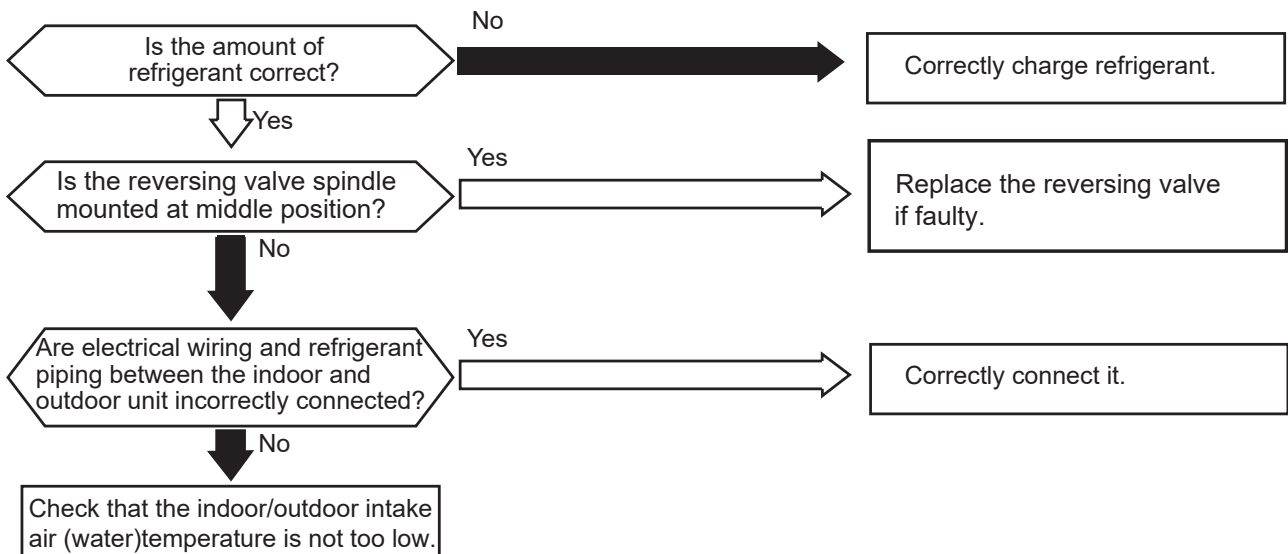 No
Is the amount of
refrigerant correct?
Correctly charge refrigerant.
Yes
Yes
Is the reversing valve spindle
mounted at middle position?
Replace the reversing valve
if faulty.
No
Yes
Are electrical wiring and refrigerant
piping between the indoor and
outdoor unit incorrectly connected?
Correctly connect it.
No
Check that the indoor/outdoor intake
air (water)temperature is not too low.